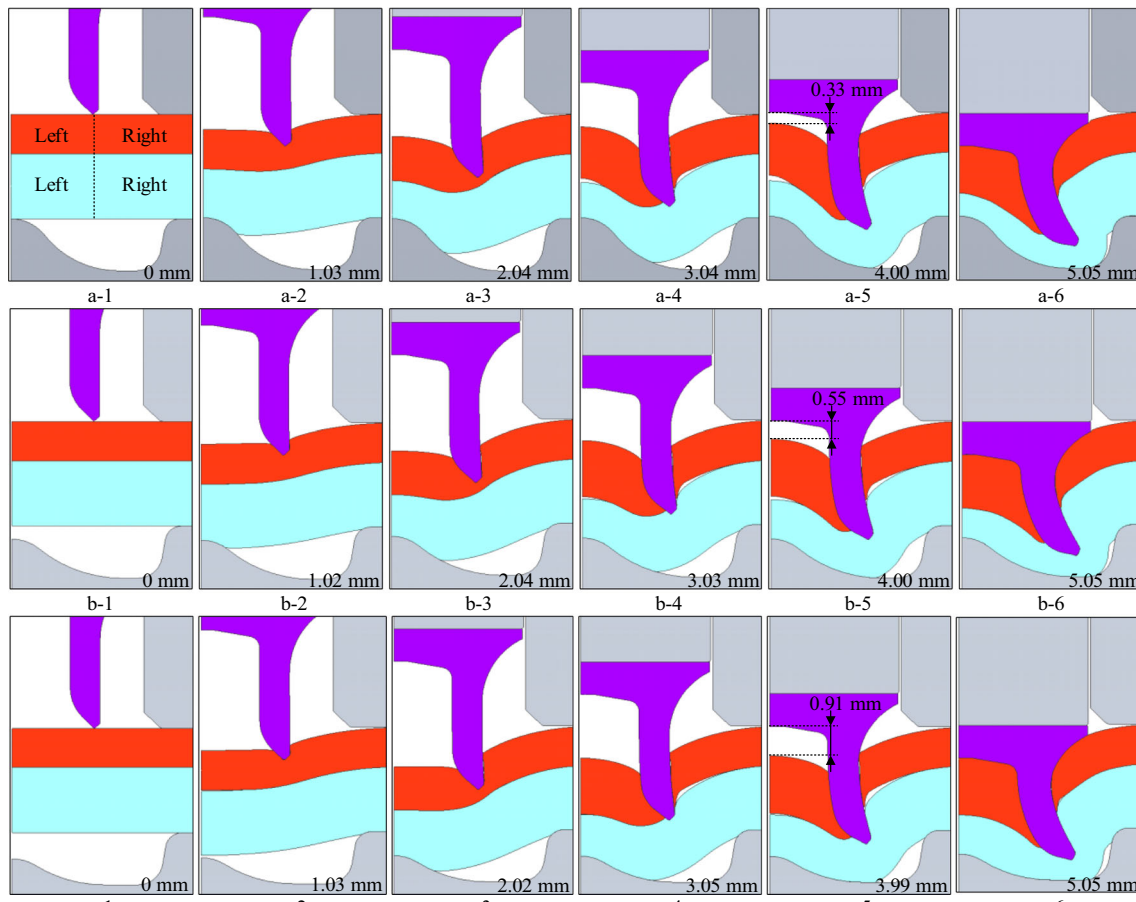 Left Right
Left Right
0.33 mm
0 mm 1.03 mm 2.04 mm 3.04 mm 4.00 mm 5.05 mm
a-1 a-2 a-3 a-4 a-5 a-6
0.55 mm
0 mm 1.02 mm 2.04 mm 3.03 mm 4.00 mm 5.05 mm
b-1 b-2 b-3 b-4 b-5 b-6
0.91 mm
0 mm 1.03 mm 2.02 mm 3.05 mm 3.99 mm 5.05 mm